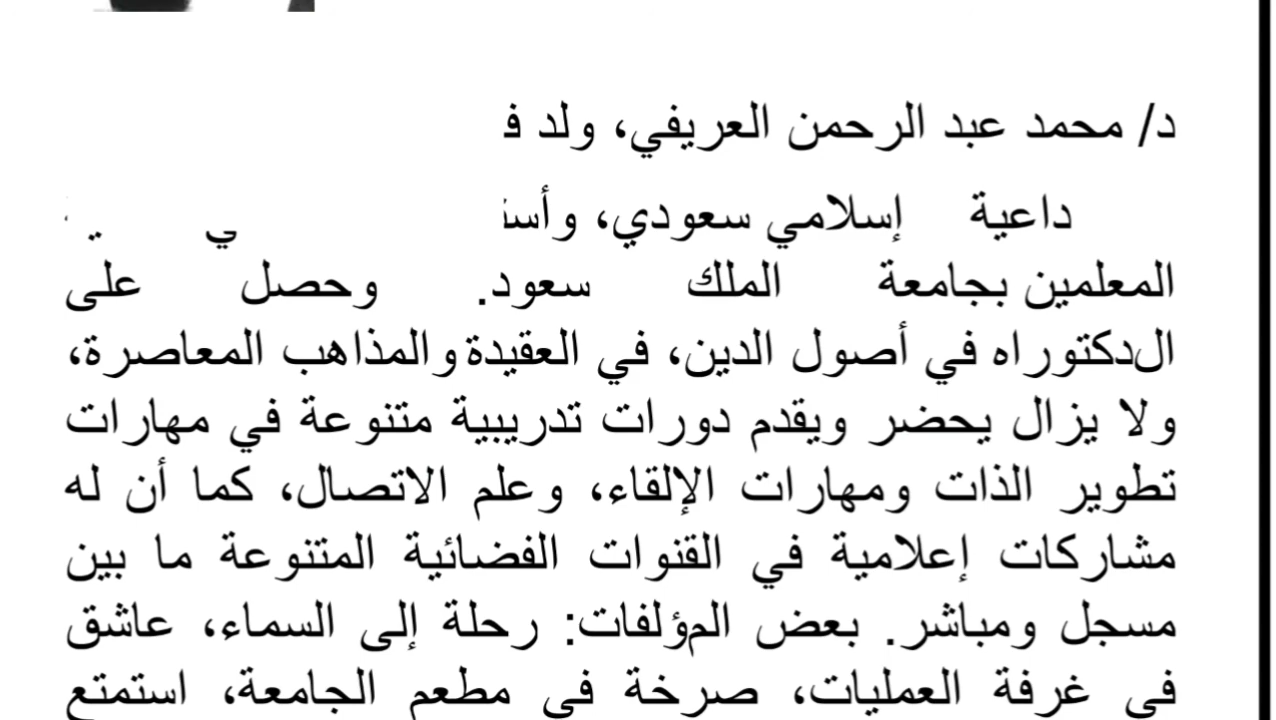 د/ محمد عبد الرحمن العريفي، ولد
داعية إسلامي سعودي،
المعلمين بجامعة الملك سعود. وحصل على
الدكتوراه في أصول الدين، في العقيدة والمذاهب المعاصرة،
ولا يزال يحضر ويقدم دورات تدريبية متنوعة في مهارات
تطوير الذات ومهارات الإلقاء، وعلم الاتصال، كما أن له
مشاركات إعلامية في القنوات الفضائية المتنوعة ما بين
مسجل ومباشر. بعض المؤلفات: رحلة إلى السماء، عاشق
في غرفة العمليات، صرخة في مطعم الجامعة، استمتع